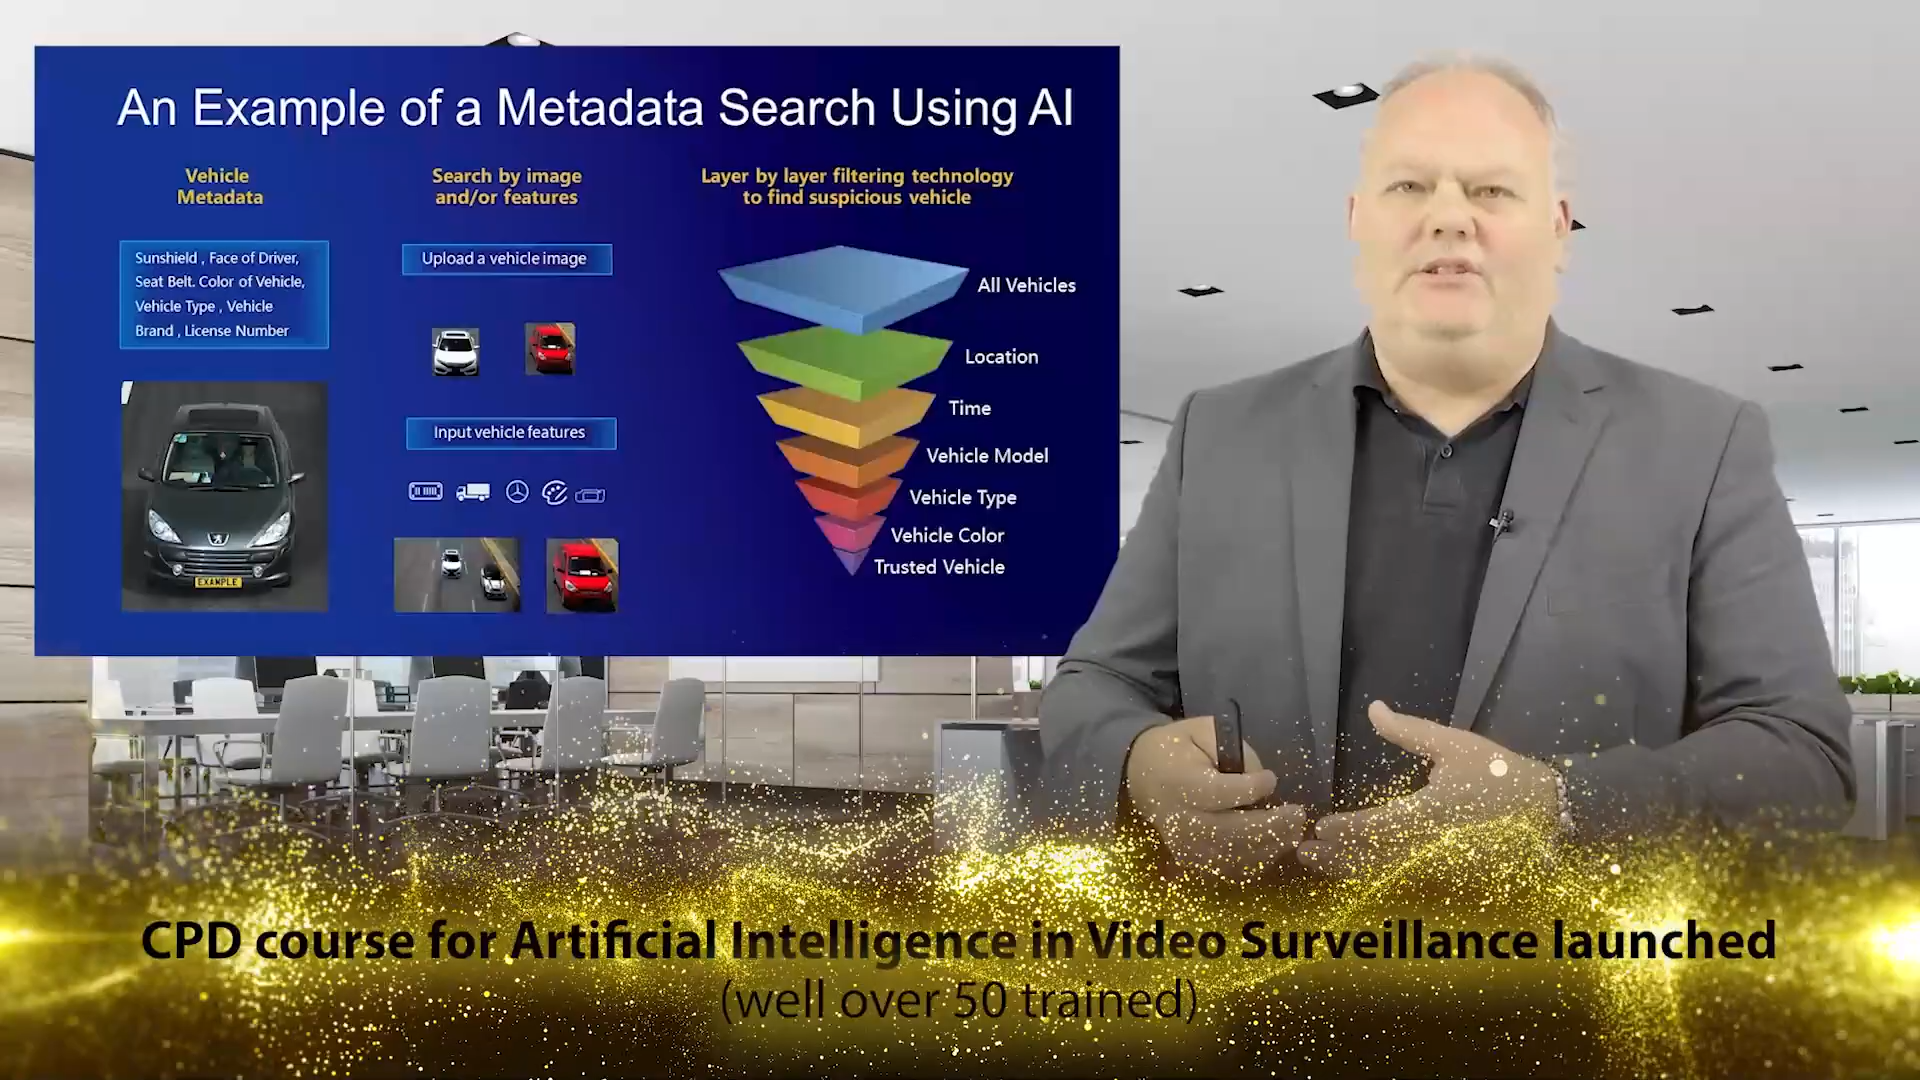 An Example of a Metadata Search Using AI
Vehicle
Metadata
Sunshield , Face of Driver,
Seat Belt. Color of Vehicle,
Vehicle Type , Vehicle
Brand , License Number
EXAMPLE
Search by image
and/or features
Upload a vehicle image
Input vehicle features
Layer by layer filtering technology
to find suspicious vehicle
All Vehicles
Location
Time
Vehicle Model
Vehicle Type
Vehicle Color
Trusted Vehicle
CPD course for Artificial Intelligence in Video Surveillance launched
(well over 50 trained)